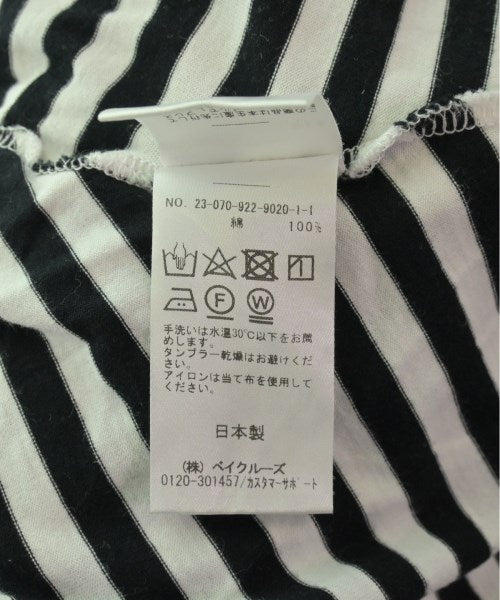 NO. 23-070-922-9020-1-1
綿 100%
F W
手洗いは水温30℃以下をお薦
めします。
タンブラー乾燥はお避けくだ
さい。
アイロンは当て布を使用して
ください。
日本製
(株) ベイクルーズ
0120-301457/カスタマーサポート